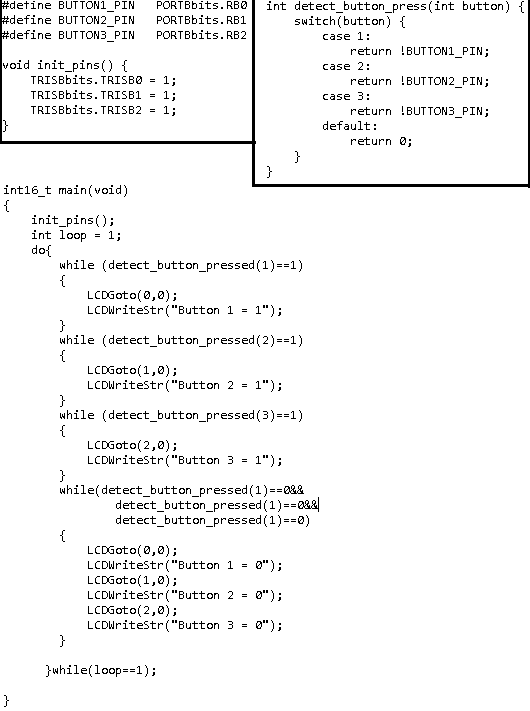 #define BUTTON1_PIN   PORTBbits.RB0
#define BUTTON2_PIN   PORTBbits.RB1
#define BUTTON3_PIN   PORTBbits.RB2

void init_pins() {
    TRISBbits.TRISB0 = 1;
    TRISBbits.TRISB1 = 1;
    TRISBbits.TRISB2 = 1;
}

int detect_button_press(int button) {
    switch(button) {
        case 1:
            return !BUTTON1_PIN;
        case 2:
            return !BUTTON2_PIN;
        case 3:
            return !BUTTON3_PIN;
        default:
            return 0;
    }
}

int16_t main(void)
{
    init_pins();
    int loop = 1;
    do{
        while (detect_button_pressed(1)==1)
        {
            LCDGoto(0,0);
            LCDWriteStr("Button 1 = 1");
        }
        while (detect_button_pressed(2)==1)
        {
            LCDGoto(1,0);
            LCDWriteStr("Button 2 = 1");
        }
        while (detect_button_pressed(3)==1)
        {
            LCDGoto(2,0);
            LCDWriteStr("Button 3 = 1");
        }
        while(detect_button_pressed(1)==0&&
                detect_button_pressed(1)==0&&
                detect_button_pressed(1)==0)
        {
            LCDGoto(0,0);
            LCDWriteStr("Button 1 = 0");
            LCDGoto(1,0);
            LCDWriteStr("Button 2 = 0");
            LCDGoto(2,0);
            LCDWriteStr("Button 3 = 0");
        }

      }while(loop==1);

}